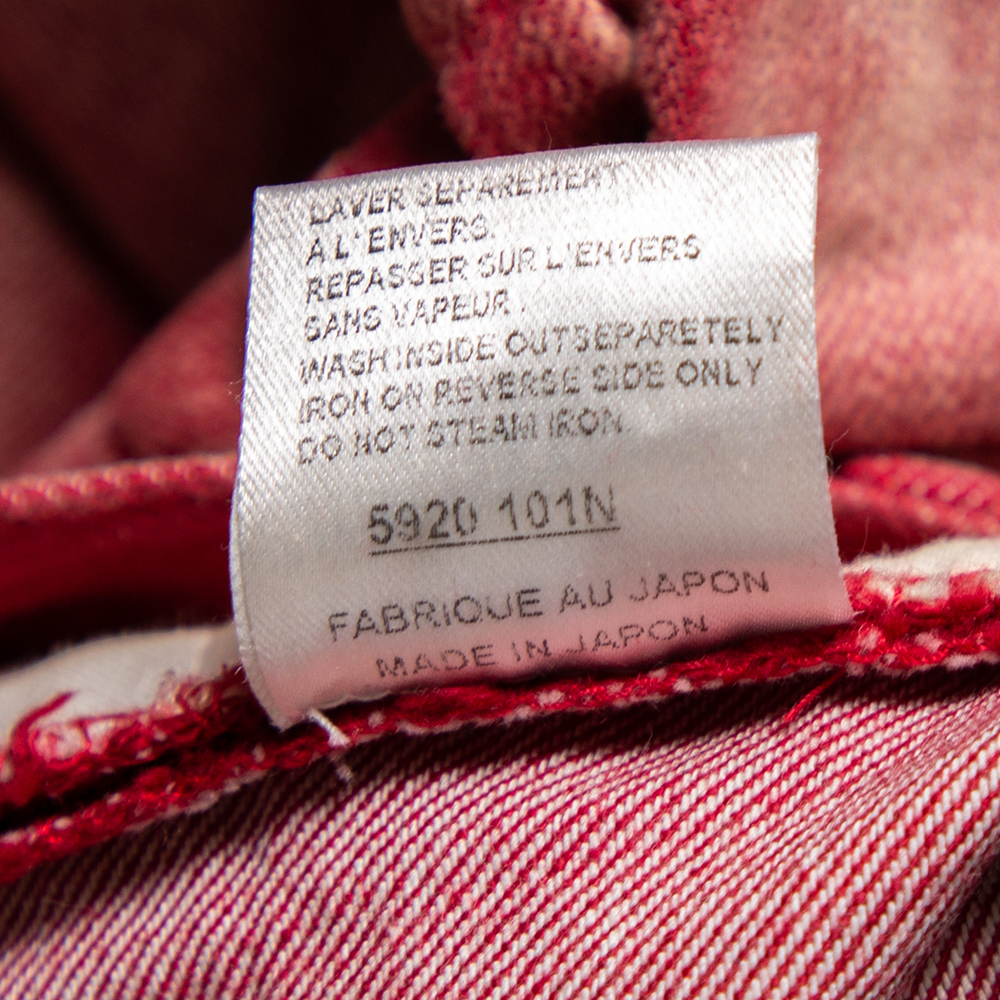 LAVER SEPAREMENT
A L'ENVERS.
REPASSER SUR L'ENVERS
SANS VAPEUR.
WASH INSIDE OUTSEPARETELY
IRON ON REVERSE SIDE ONLY
DO NOT STEAM IRON.
5920 101N
FABRIQUE AU JAPON
MADE IN JAPON